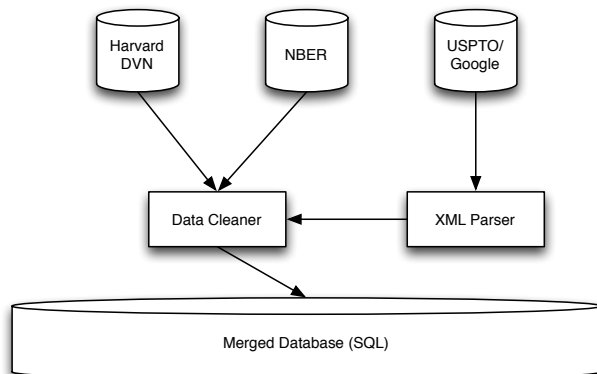 Harvard
DVN
NBER
USPTO/
Google
Data Cleaner
XML Parser
Merged Database (SQL)